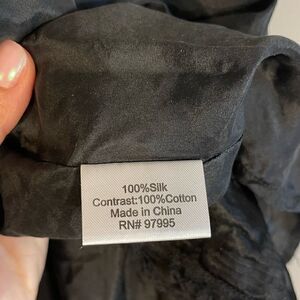 100%Silk
Contrast:100%Cotton
Made in China
RN# 97995